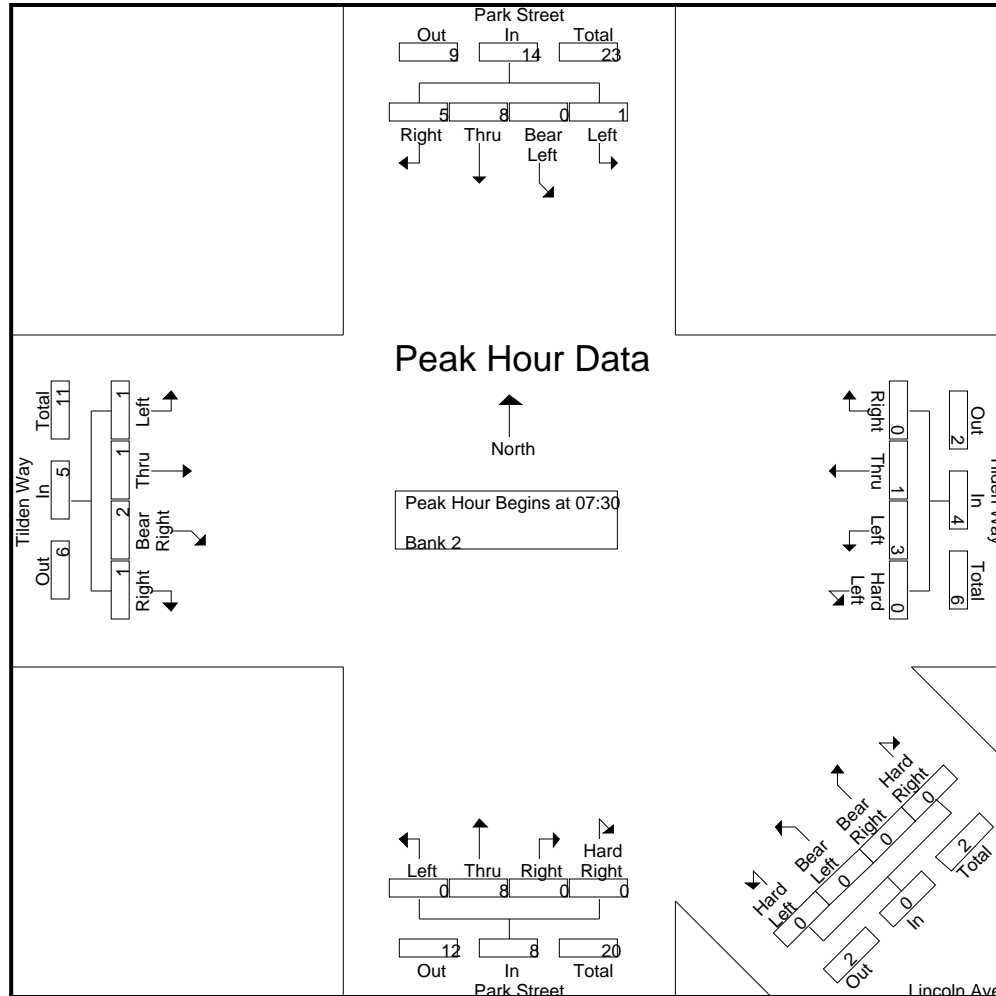 Park Street
Out In Total
9 14 23
5 8 0 1
Right Thru Bear Left Left
Peak Hour Data
North
Peak Hour Begins at 07:30
Bank 2
Tilden Way
Out In Total
6 5 11
1 1 2 1
Left Thru Bear Right Right
Right Thru Left Hard Left
0 1 3 0
Out In Total
2 4 6
Tilden Way
Left Thru Right Hard Right
0 8 0 0
12 8 20
Out In Total
Park Street
Hard Left Bear Left Bear Right Hard Right
0 0 0 0
2 0 2
Out In Total
Lincoln Ave